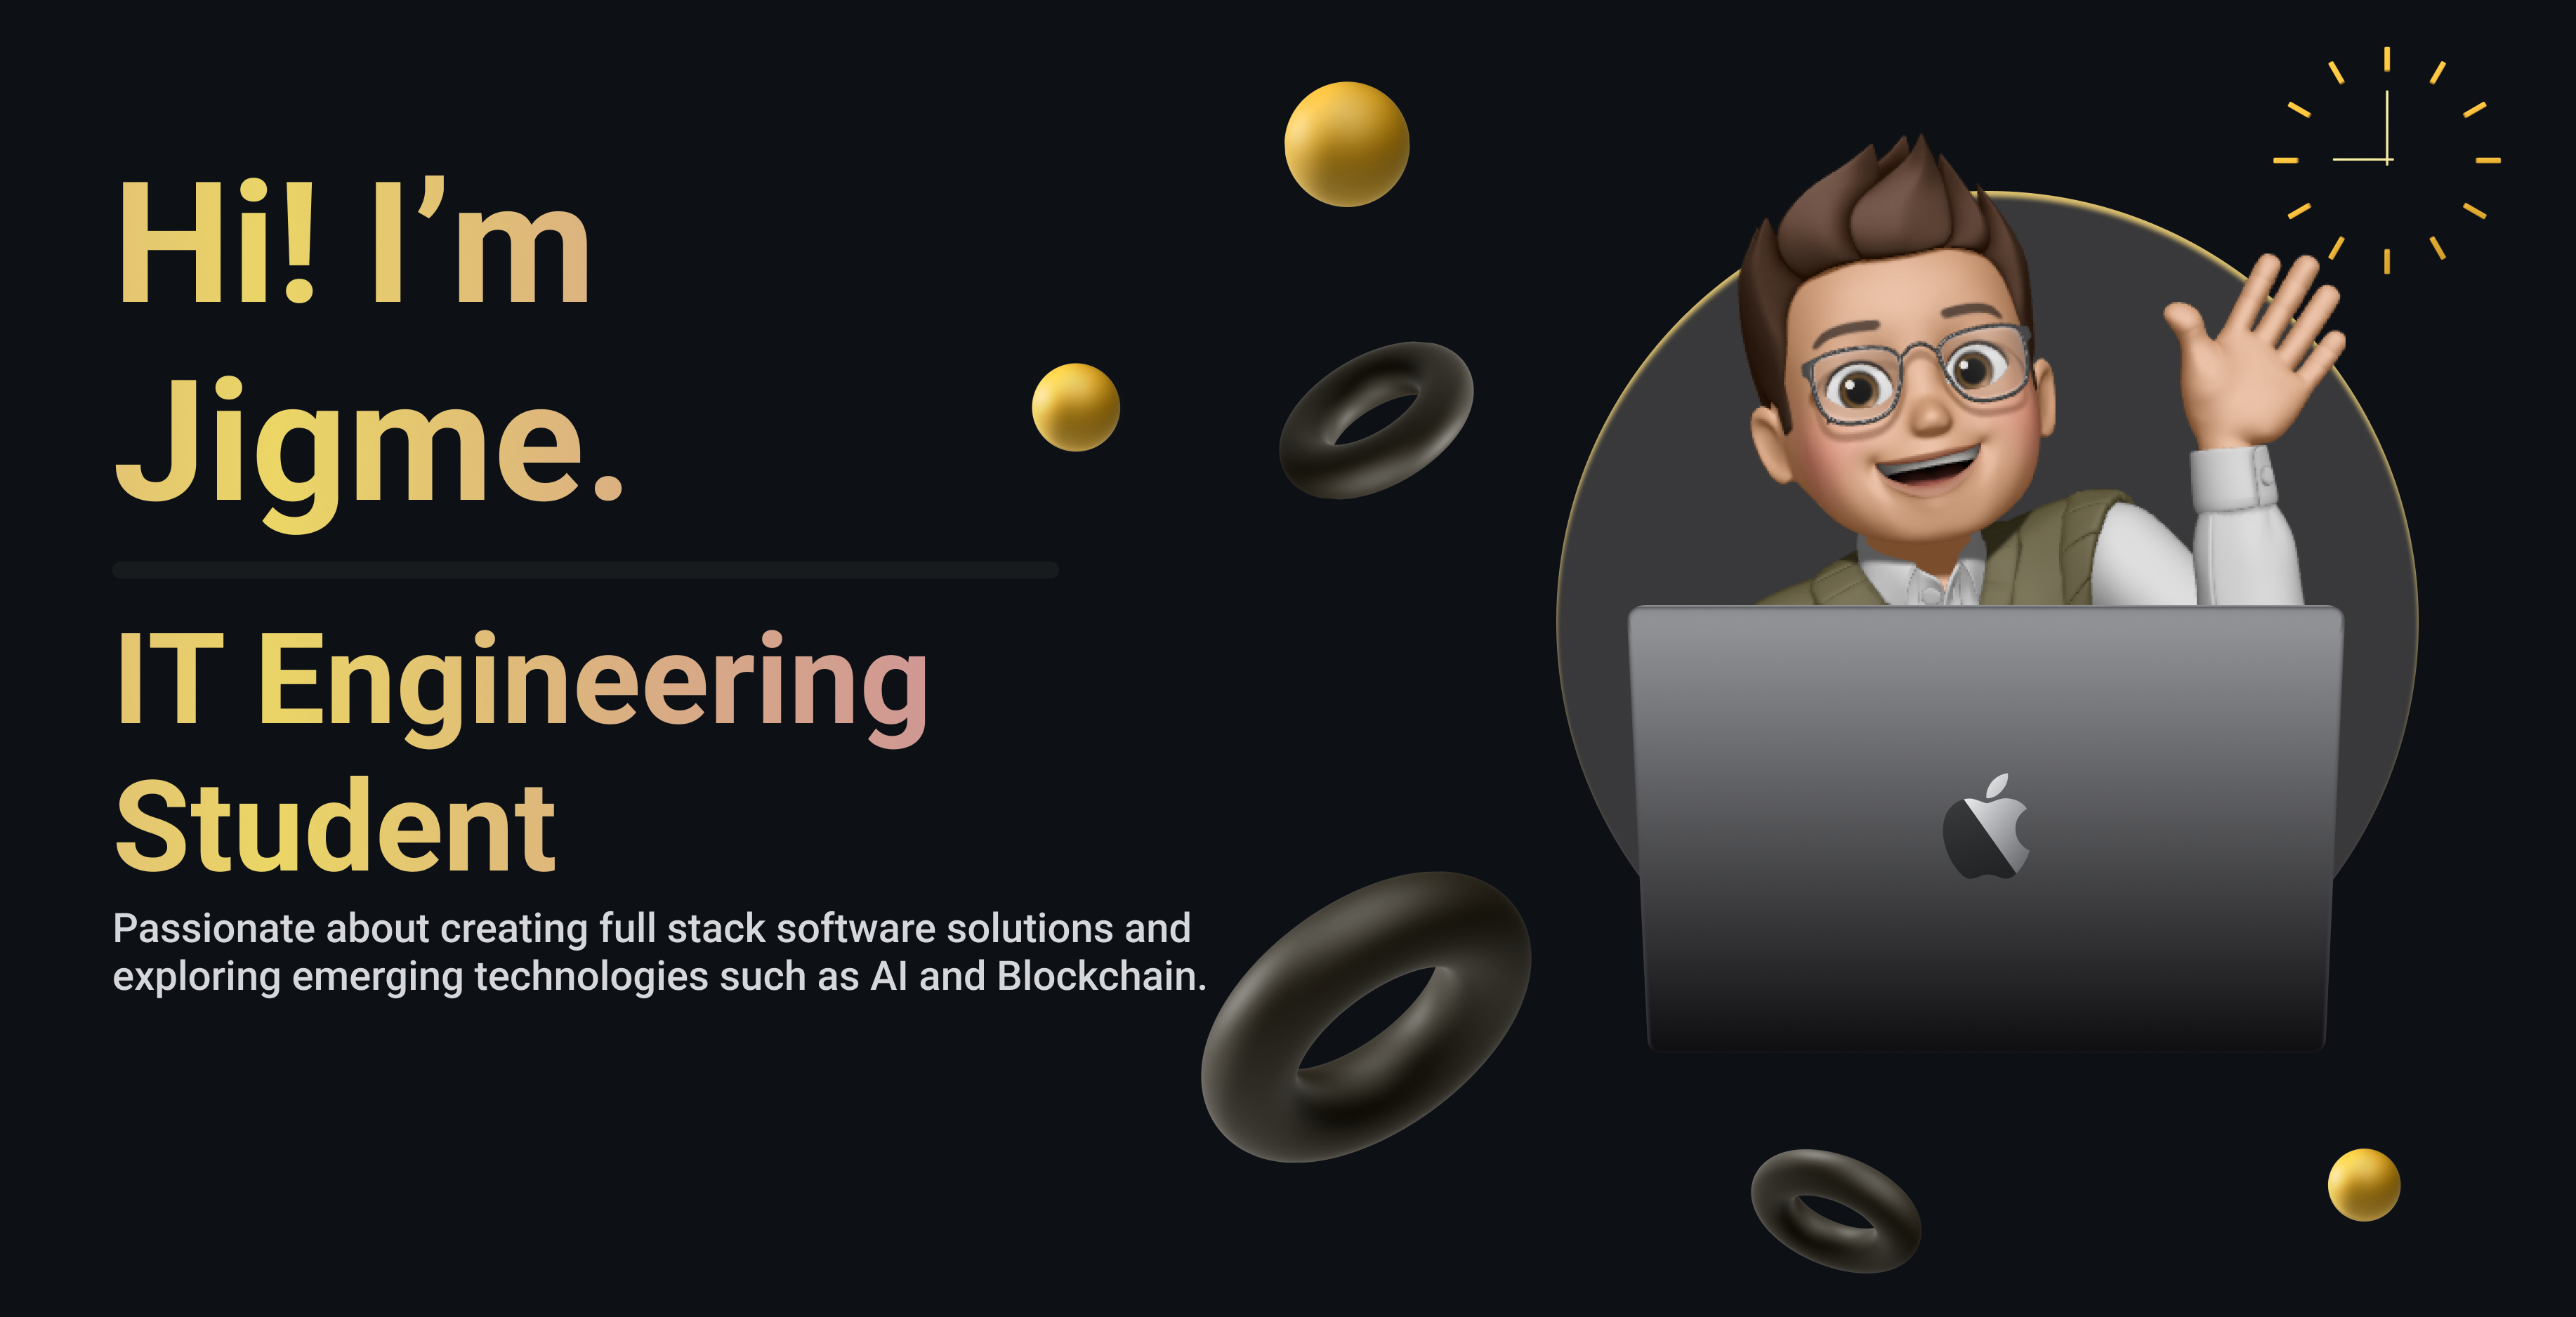 Hi! I’m
Jigme.
IT Engineering
Student
Passionate about creating full stack software solutions and
exploring emerging technologies such as AI and Blockchain.